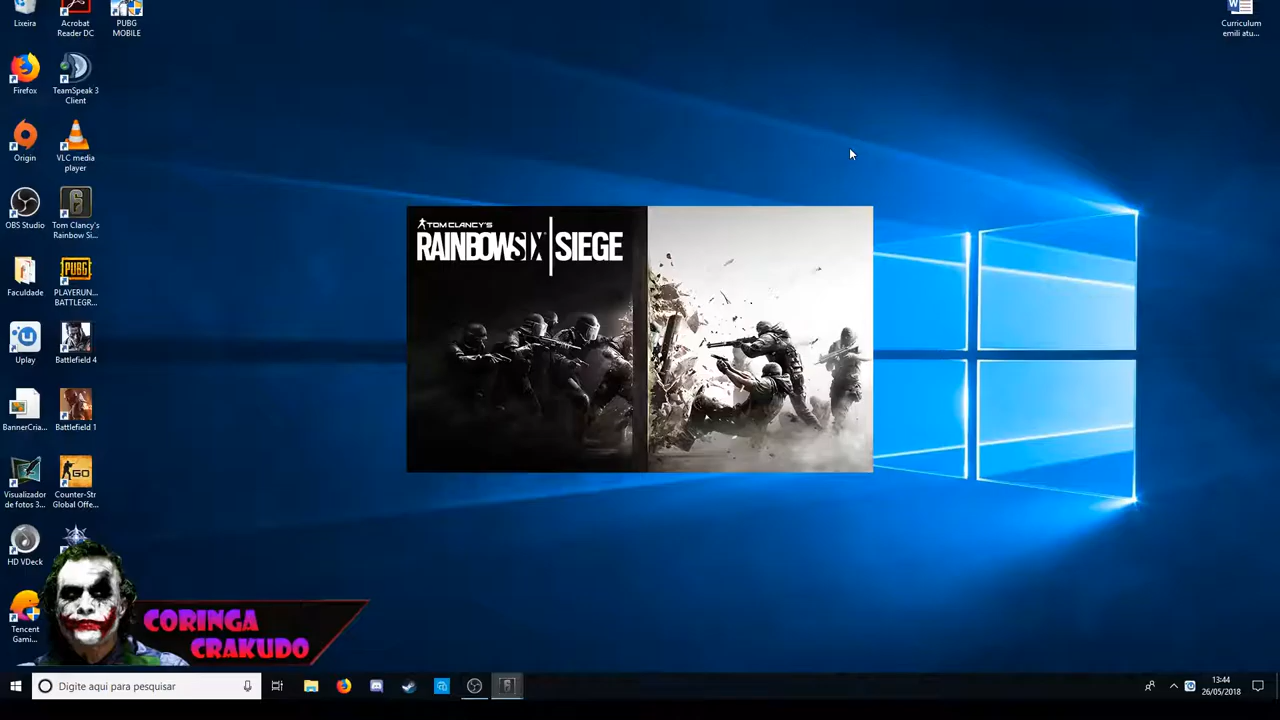 Lixeira
Acrobat
Reader DC
PUBG
MOBILE
Curriculum
emili atu...
Firefox
TeamSpeak 3
Client
Origin
VLC media
player
OBS Studio
Tom Clancy's
Rainbow Si...
Faculdade
PUBG
PLAYERUN...
BATTLEGR...
Uplay
Battlefield 4
BannerCria...
Battlefield 1
Visualizador
de fotos 3...
GO
Counter-Str
Global Offe...
HD VDeck
Tencent
Gami...
TOM CLANCY'S
RAINBOWSIX SIEGE
CORINGA
CRAKUDO
Digite aqui para pesquisar
13:44
26/05/2018